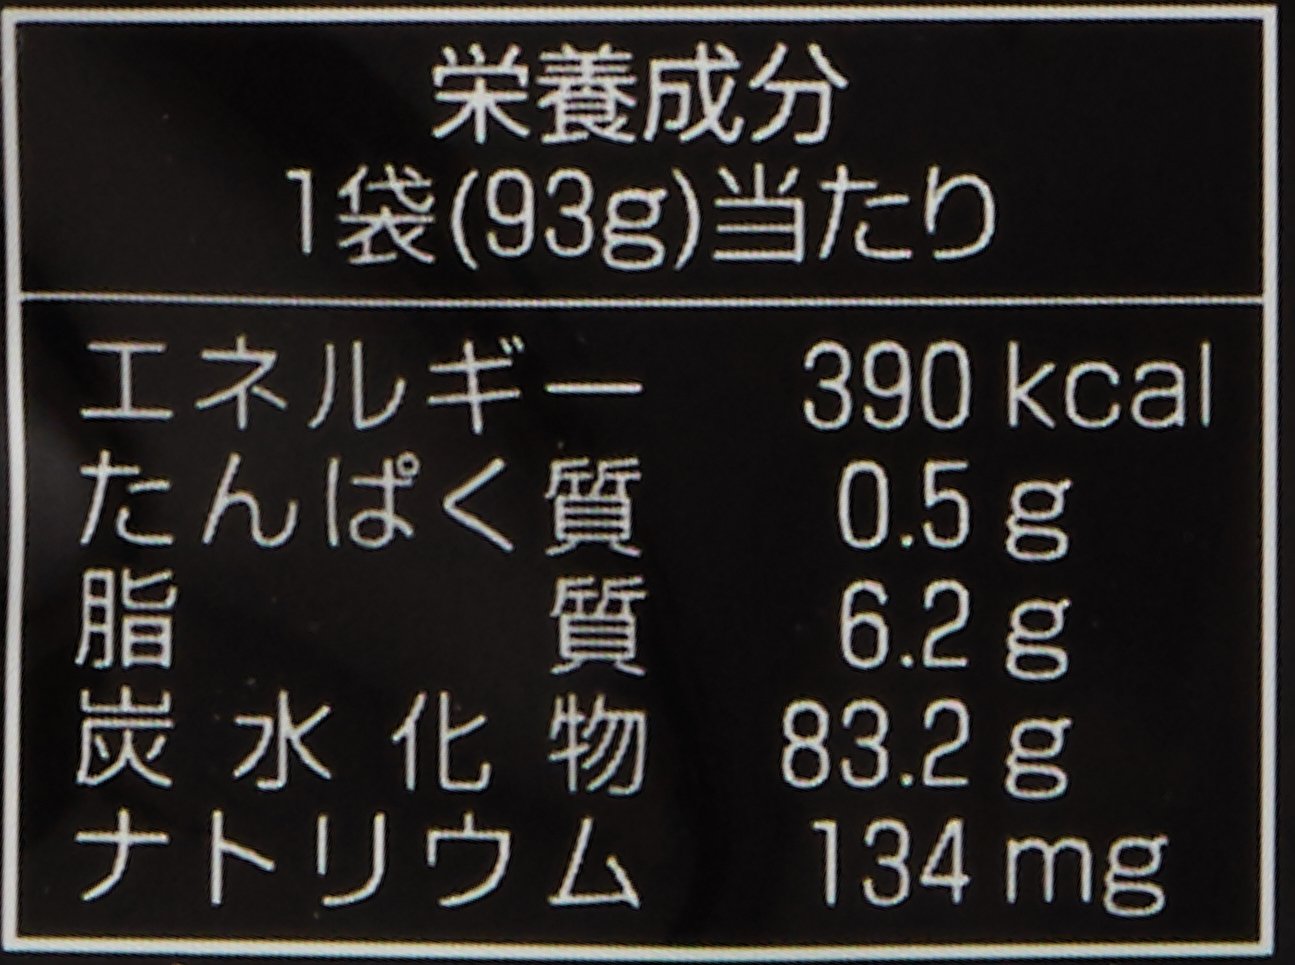 栄養成分
1袋(93g)当たり
エネルギー 390 kcal
たんぱく質 0.5 g
脂質 6.2 g
炭水化物 83.2 g
ナトリウム 134 mg